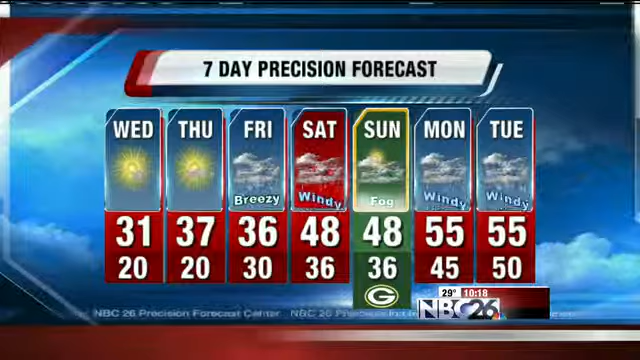 7 DAY PRECISION FORECAST
WED THU FRI SAT SUN MON TUE
Breezy Windy Fog Windy Windy
31 37 36 48 48 55 55
20 20 30 36 36 45 50
G
29° 10:18
NBC26
NBC 26 Precision Forecast Center NBC 26